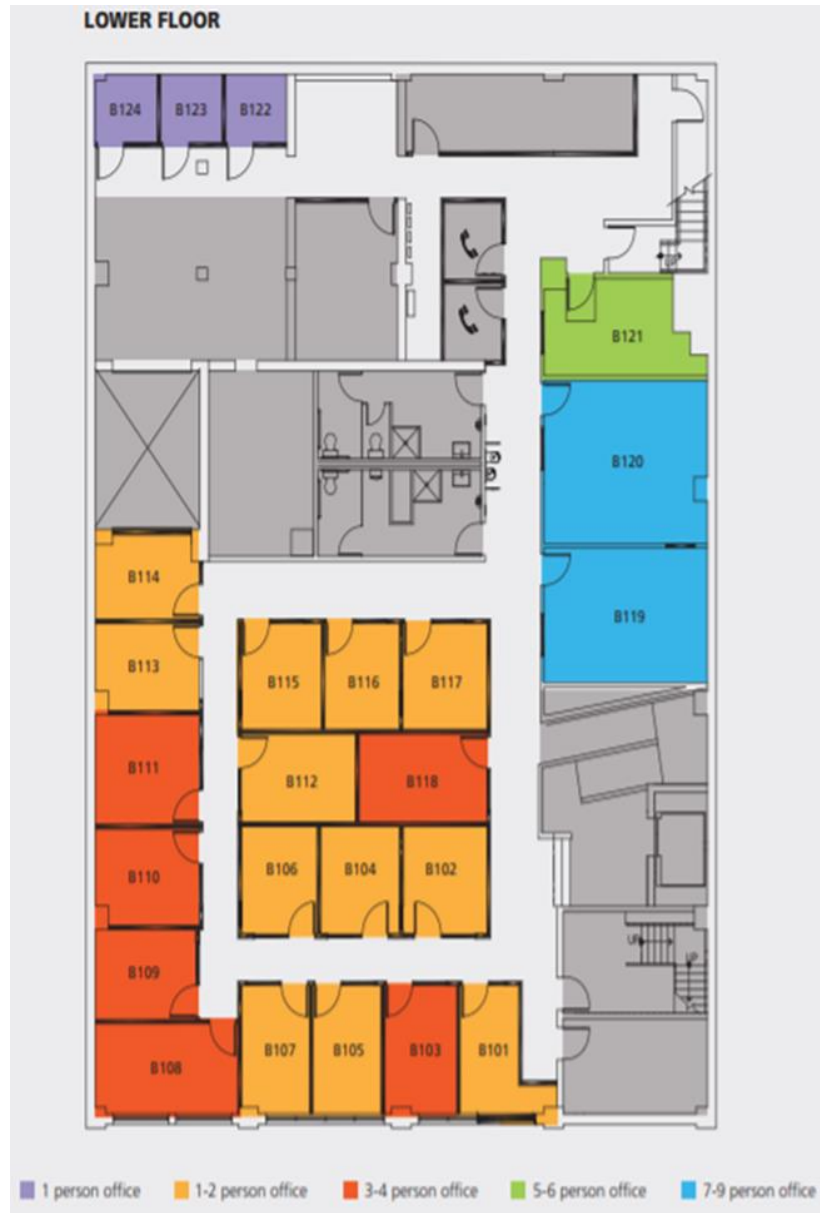 LOWER FLOOR
B124 B123 B122
B121
B120
B114
B119
B113
B115 B116 B117
B111
B112 B118
B110
B106 B104 B102
UP
UP
B109
B107 B105 B103 B101
B108
1 person office 1-2 person office 3-4 person office 5-6 person office 7-9 person office